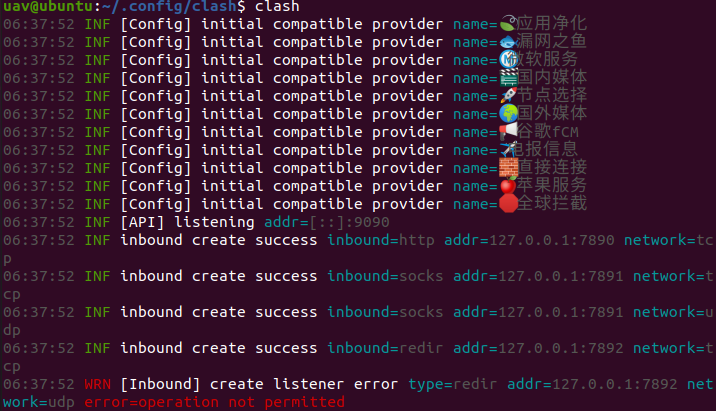 uav@ubuntu:~/.config/clash$ clash
06:37:52 INF [Config] initial compatible provider name=🍃应用净化
06:37:52 INF [Config] initial compatible provider name=🐟漏网之鱼
06:37:52 INF [Config] initial compatible provider name=Ⓜ️微软服务
06:37:52 INF [Config] initial compatible provider name=🎬国内媒体
06:37:52 INF [Config] initial compatible provider name=🚀节点选择
06:37:52 INF [Config] initial compatible provider name=🌍国外媒体
06:37:52 INF [Config] initial compatible provider name=📢谷歌FCM
06:37:52 INF [Config] initial compatible provider name=✈️电报信息
06:37:52 INF [Config] initial compatible provider name=🧱直接连接
06:37:52 INF [Config] initial compatible provider name=🍎苹果服务
06:37:52 INF [Config] initial compatible provider name=🛑全球拦截
06:37:52 INF [API] listening addr=[::]:9090
06:37:52 INF inbound create success inbound=http addr=127.0.0.1:7890 network=tc
p
06:37:52 INF inbound create success inbound=socks addr=127.0.0.1:7891 network=t
cp
06:37:52 INF inbound create success inbound=socks addr=127.0.0.1:7891 network=u
dp
06:37:52 INF inbound create success inbound=redir addr=127.0.0.1:7892 network=t
cp
06:37:52 WRN [Inbound] create listener error type=redir addr=127.0.0.1:7892 net
work=udp error=operation not permitted